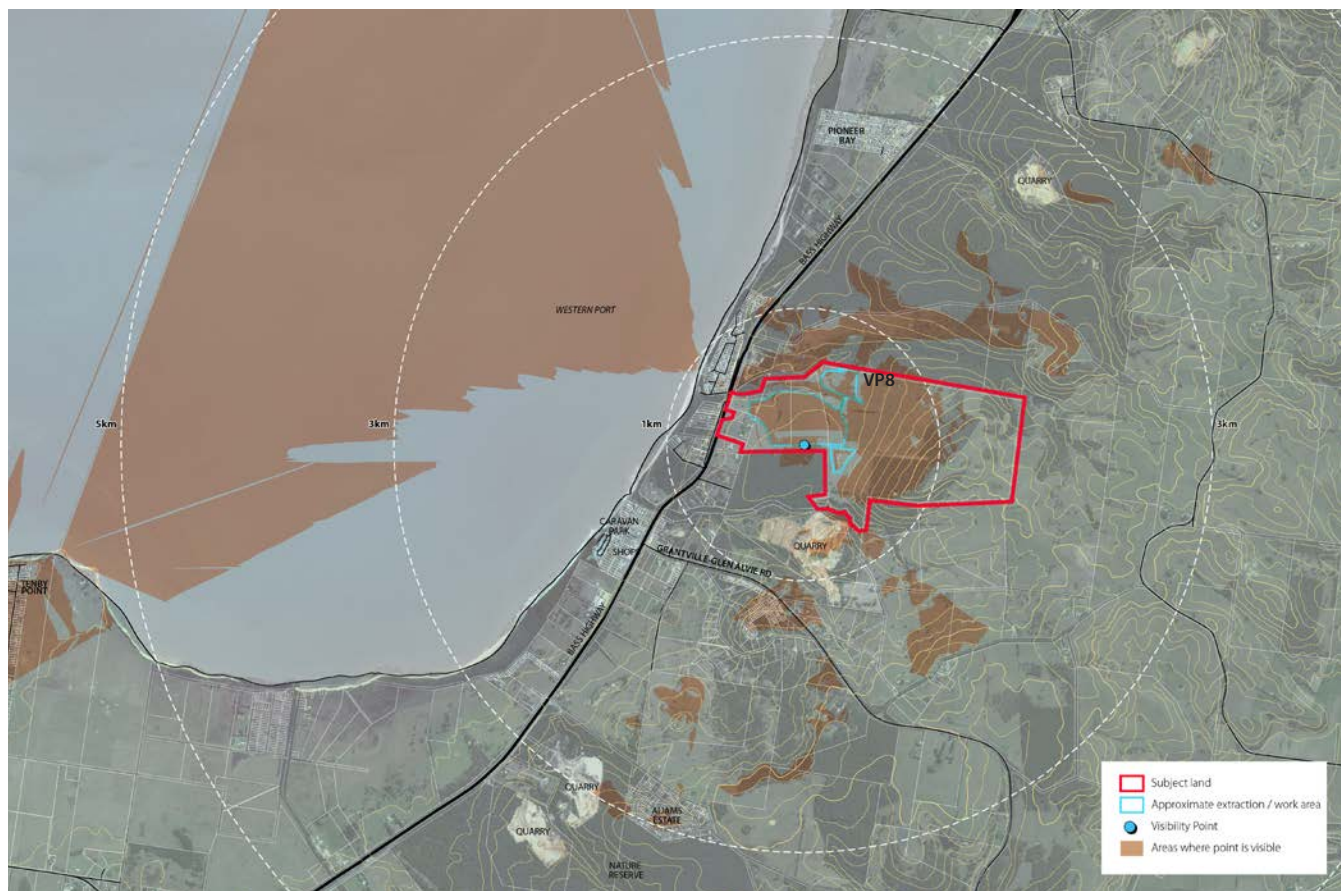 PIONEER
BAY
QUARRY
BASS HIGHWAY
WESTERN PORT
VP8
5km
3km
1km
3km
CARAVAN
PARK
SHOPS
QUARRY
GRANTVILLE-GLEN ALVIE RD
TENBY
POINT
BASS HIGHWAY
QUARRY
ADAMS
ESTATE
QUARRY
NATURE
RESERVE
Subject land
Approximate extraction / work area
Visibility Point
Areas where point is visible